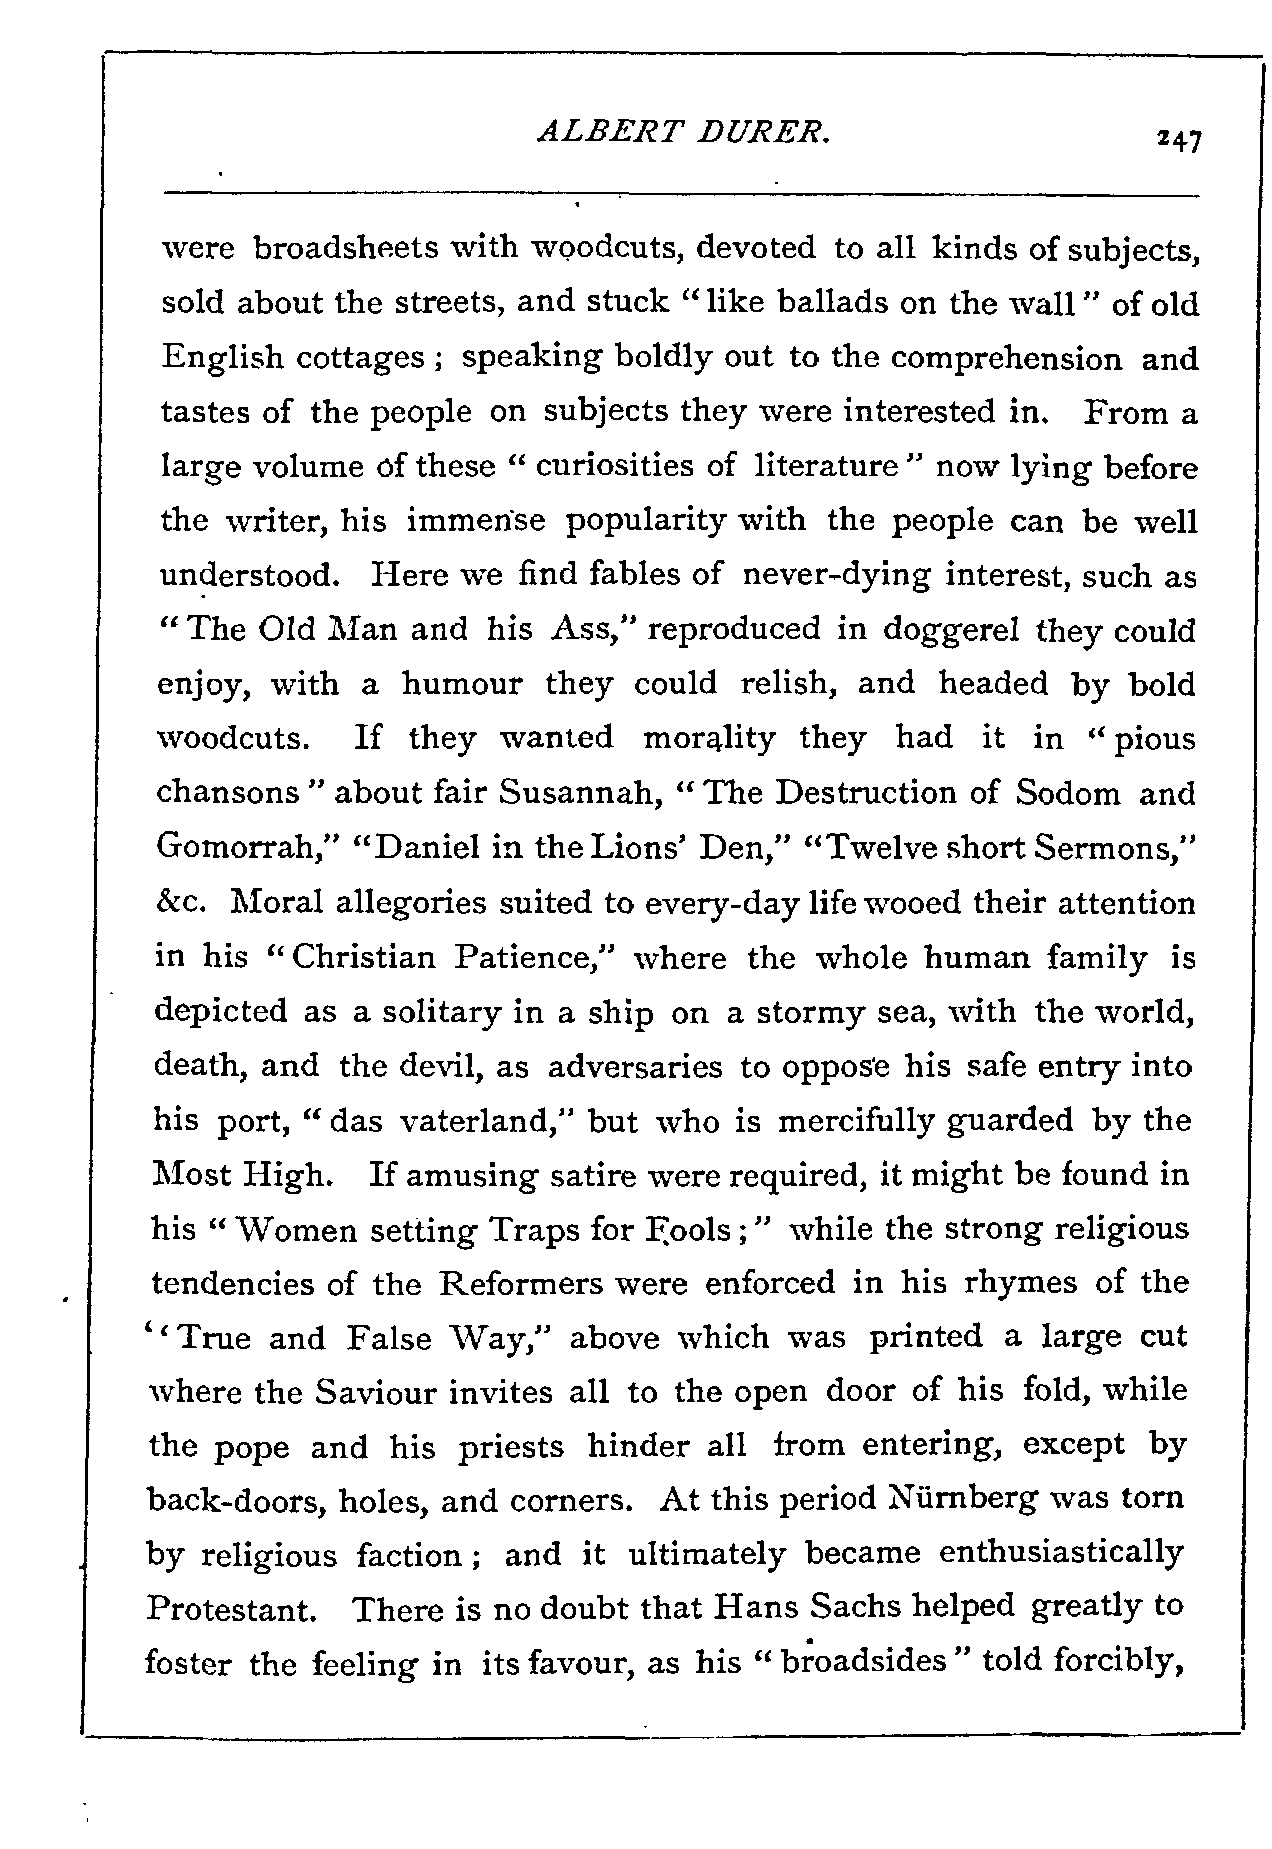 ALBERT DURER. 247
were broadsheets with woodcuts, devoted to all kinds of subjects,
sold about the streets, and stuck “like ballads on the wall” of old
English cottages ; speaking boldly out to the comprehension and
tastes of the people on subjects they were interested in. From a
large volume of these “ curiosities of literature ” now lying before
the writer, his immense popularity with the people can be well
understood. Here we find fables of never-dying interest, such as
“ The Old Man and his Ass,” reproduced in doggerel they could
enjoy, with a humour they could relish, and headed by bold
woodcuts. If they wanted morality they had it in “ pious
chansons ” about fair Susannah, “ The Destruction of Sodom and
Gomorrah,” “Daniel in the Lions’ Den,” “Twelve short Sermons,”
&c. Moral allegories suited to every-day life wooed their attention
in his “ Christian Patience,” where the whole human family is
depicted as a solitary in a ship on a stormy sea, with the world,
death, and the devil, as adversaries to oppose his safe entry into
his port, “ das vaterland,” but who is mercifully guarded by the
Most High. If amusing satire were required, it might be found in
his “ Women setting Traps for Fools ; ” while the strong religious
tendencies of the Reformers were enforced in his rhymes of the
“ True and False Way,” above which was printed a large cut
where the Saviour invites all to the open door of his fold, while
the pope and his priests hinder all from entering, except by
back-doors, holes, and corners. At this period Nürnberg was torn
by religious faction ; and it ultimately became enthusiastically
Protestant. There is no doubt that Hans Sachs helped greatly to
foster the feeling in its favour, as his “ broadsides ” told forcibly,